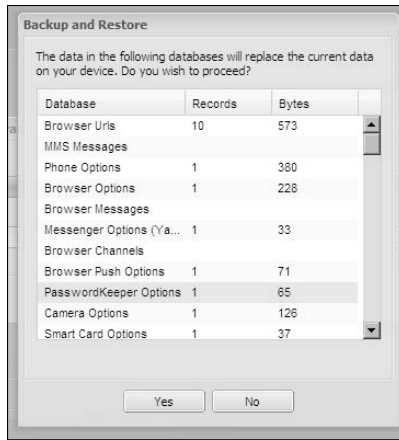 Backup and Restore
The data in the following databases will replace the current data
on your device. Do you wish to proceed?
Database Records Bytes
Browser Urls 10 573
MMS Messages
Phone Options 1 380
Browser Options 1 228
Browser Messages
Messenger Options (Ya... 1 33
Browser Channels
Browser Push Options 1 71
PasswordKeeper Options 1 65
Camera Options 1 126
Smart Card Options 1 37
Yes No